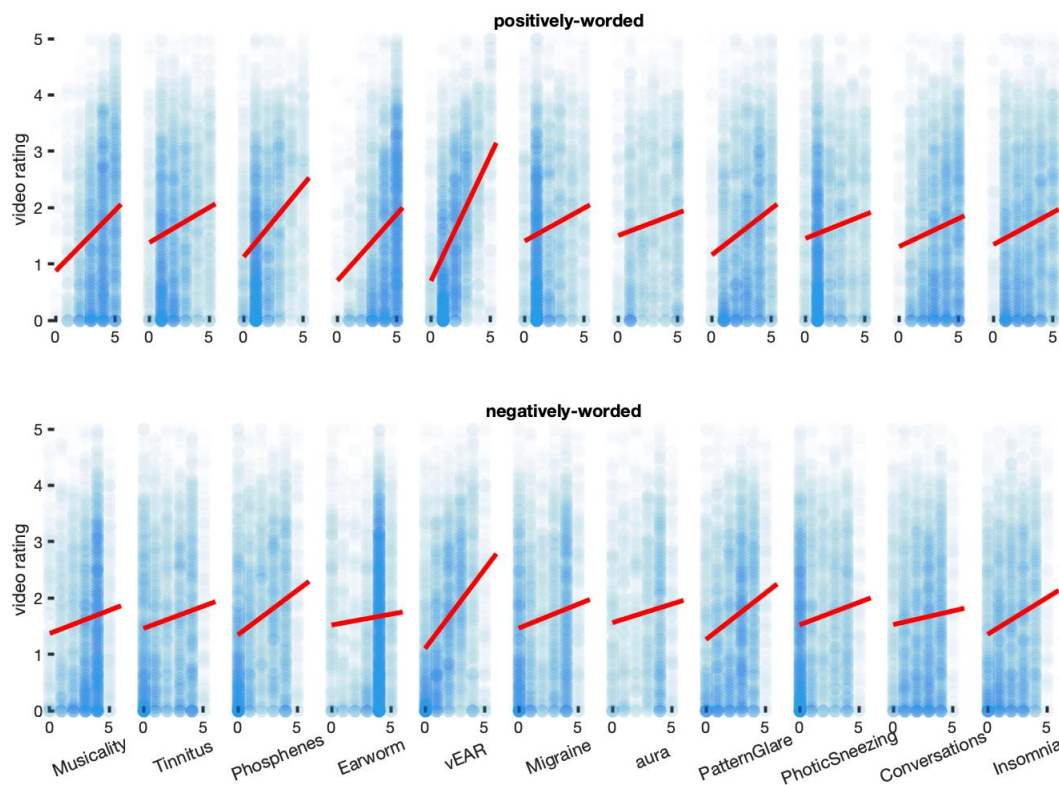 positively-worded
5
4
3
2
1
0
video rating
0 5 0 5 0 5 0 5 0 5 0 5 0 5 0 5 0 5 0 5 0 5
negatively-worded
5
4
3
2
1
0
video rating
0 5 0 5 0 5 0 5 0 5 0 5 0 5 0 5 0 5 0 5 0 5
Musicality Tinnitus Phosphenes Earworm vEAR Migraine aura PatternGlare PhoticSneezing Conversations Insomnia